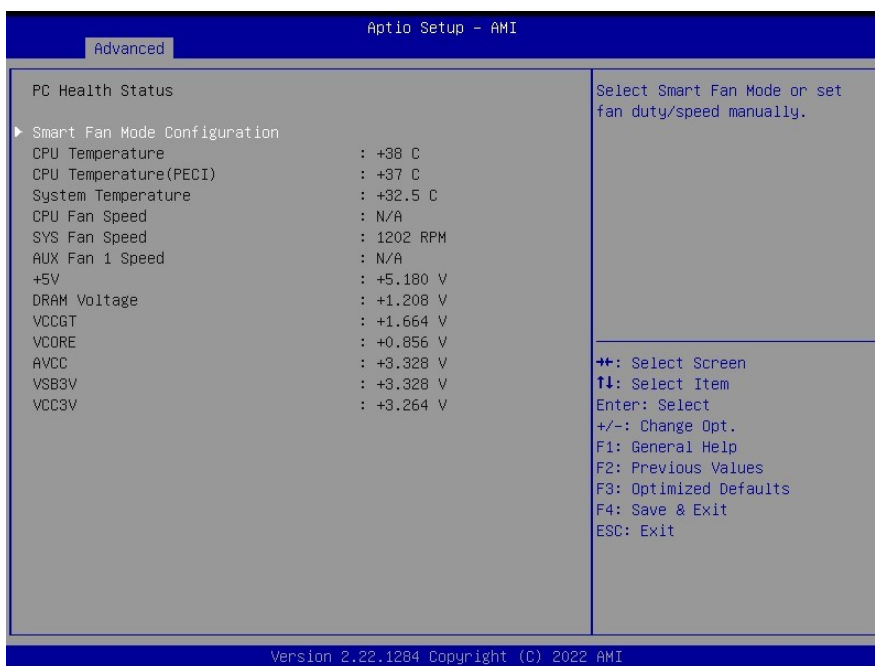 Aptio Setup - AMI
Advanced
PC Health Status
Smart Fan Mode Configuration
CPU Temperature : +38 C
CPU Temperature(PECI) : +37 C
System Temperature : +32.5 C
CPU Fan Speed : N/A
SYS Fan Speed : 1202 RPM
AUX Fan 1 Speed : N/A
+5V : +5.180 V
DRAM Voltage : +1.208 V
VCCGT : +1.664 V
VCORE : +0.856 V
AVCC : +3.328 V
VSB3V : +3.328 V
VCC3V : +3.264 V
Select Smart Fan Mode or set
fan duty/speed manually.
→←: Select Screen
↑↓: Select Item
Enter: Select
+/-: Change Opt.
F1: General Help
F2: Previous Values
F3: Optimized Defaults
F4: Save & Exit
ESC: Exit
Version 2.22.1284 Copyright (C) 2022 AMI